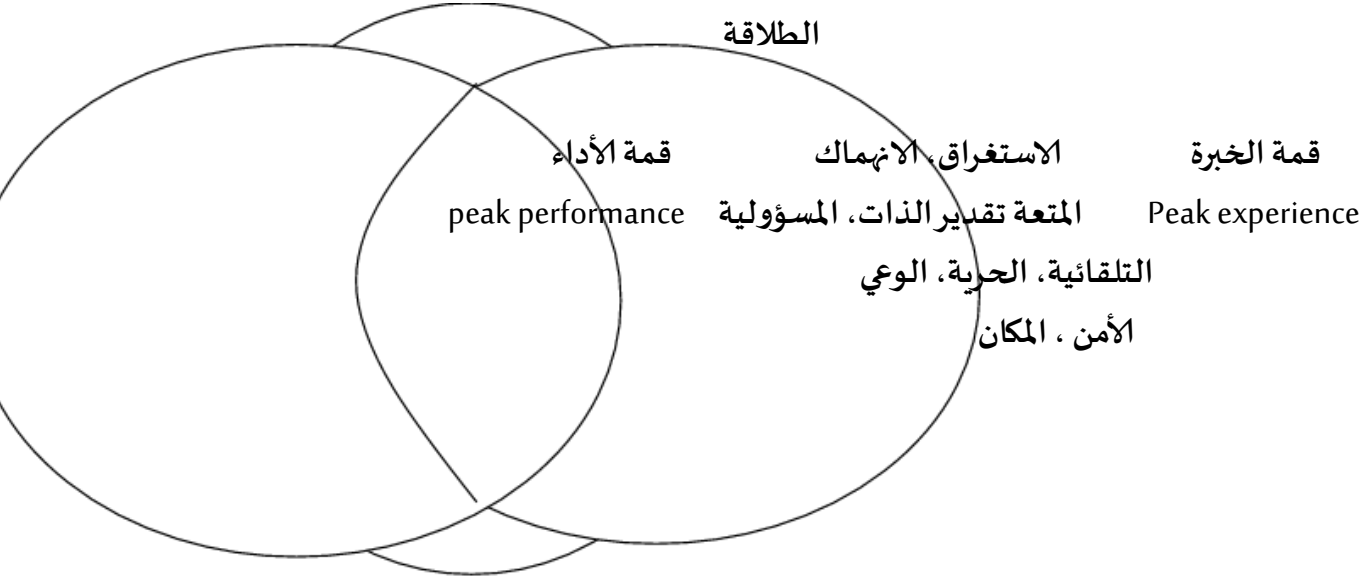 الطلاقة
قمة الخبرة الاستغراق، الانهماك قمة الأداء
Peak experience المتعة تقدير الذات، المسؤولية peak performance
التلقائية، الحرية، الوعي
الأمن ، المكان